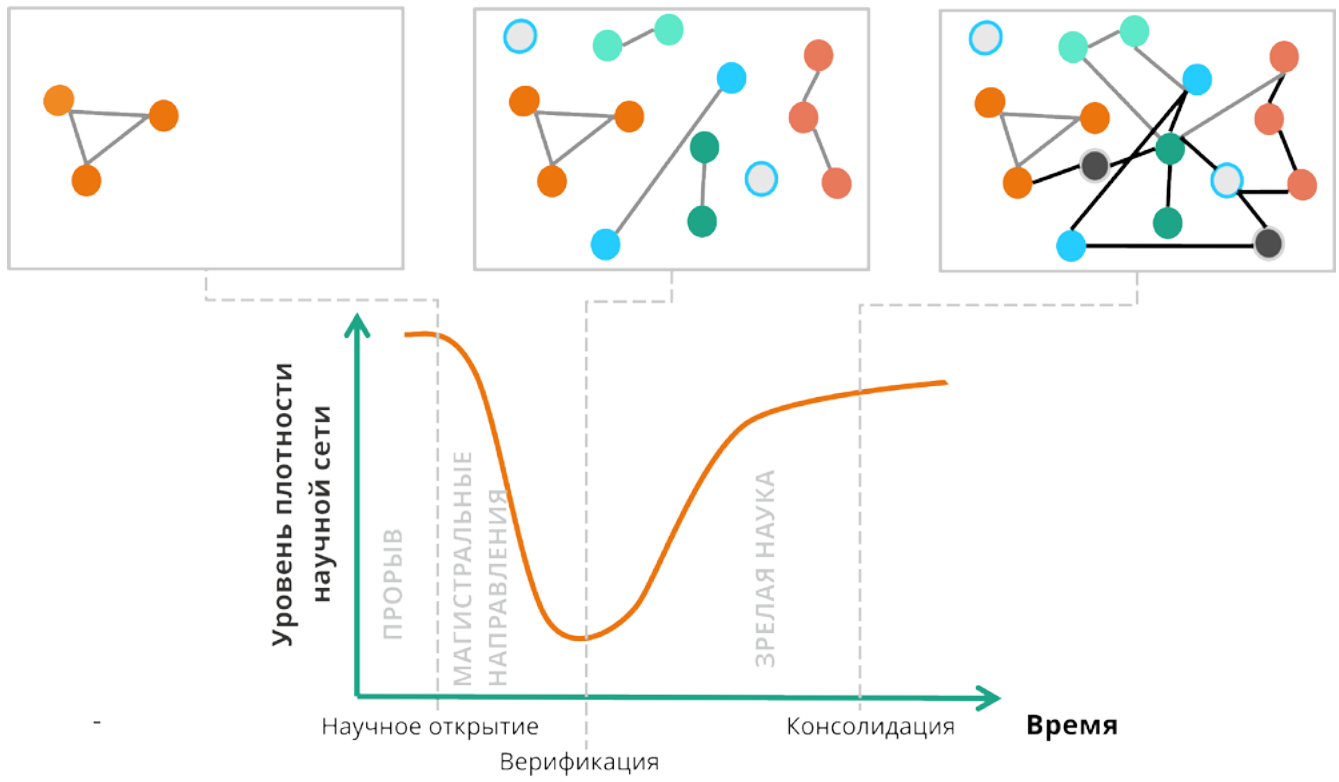 Уровень плотности
научной сети
ПРОРЫВ
МАГИСТРАЛЬНЫЕ
НАПРАВЛЕНИЯ
ЗРЕЛАЯ НАУКА
-
Научное открытие
Верификация
Консолидация
Время